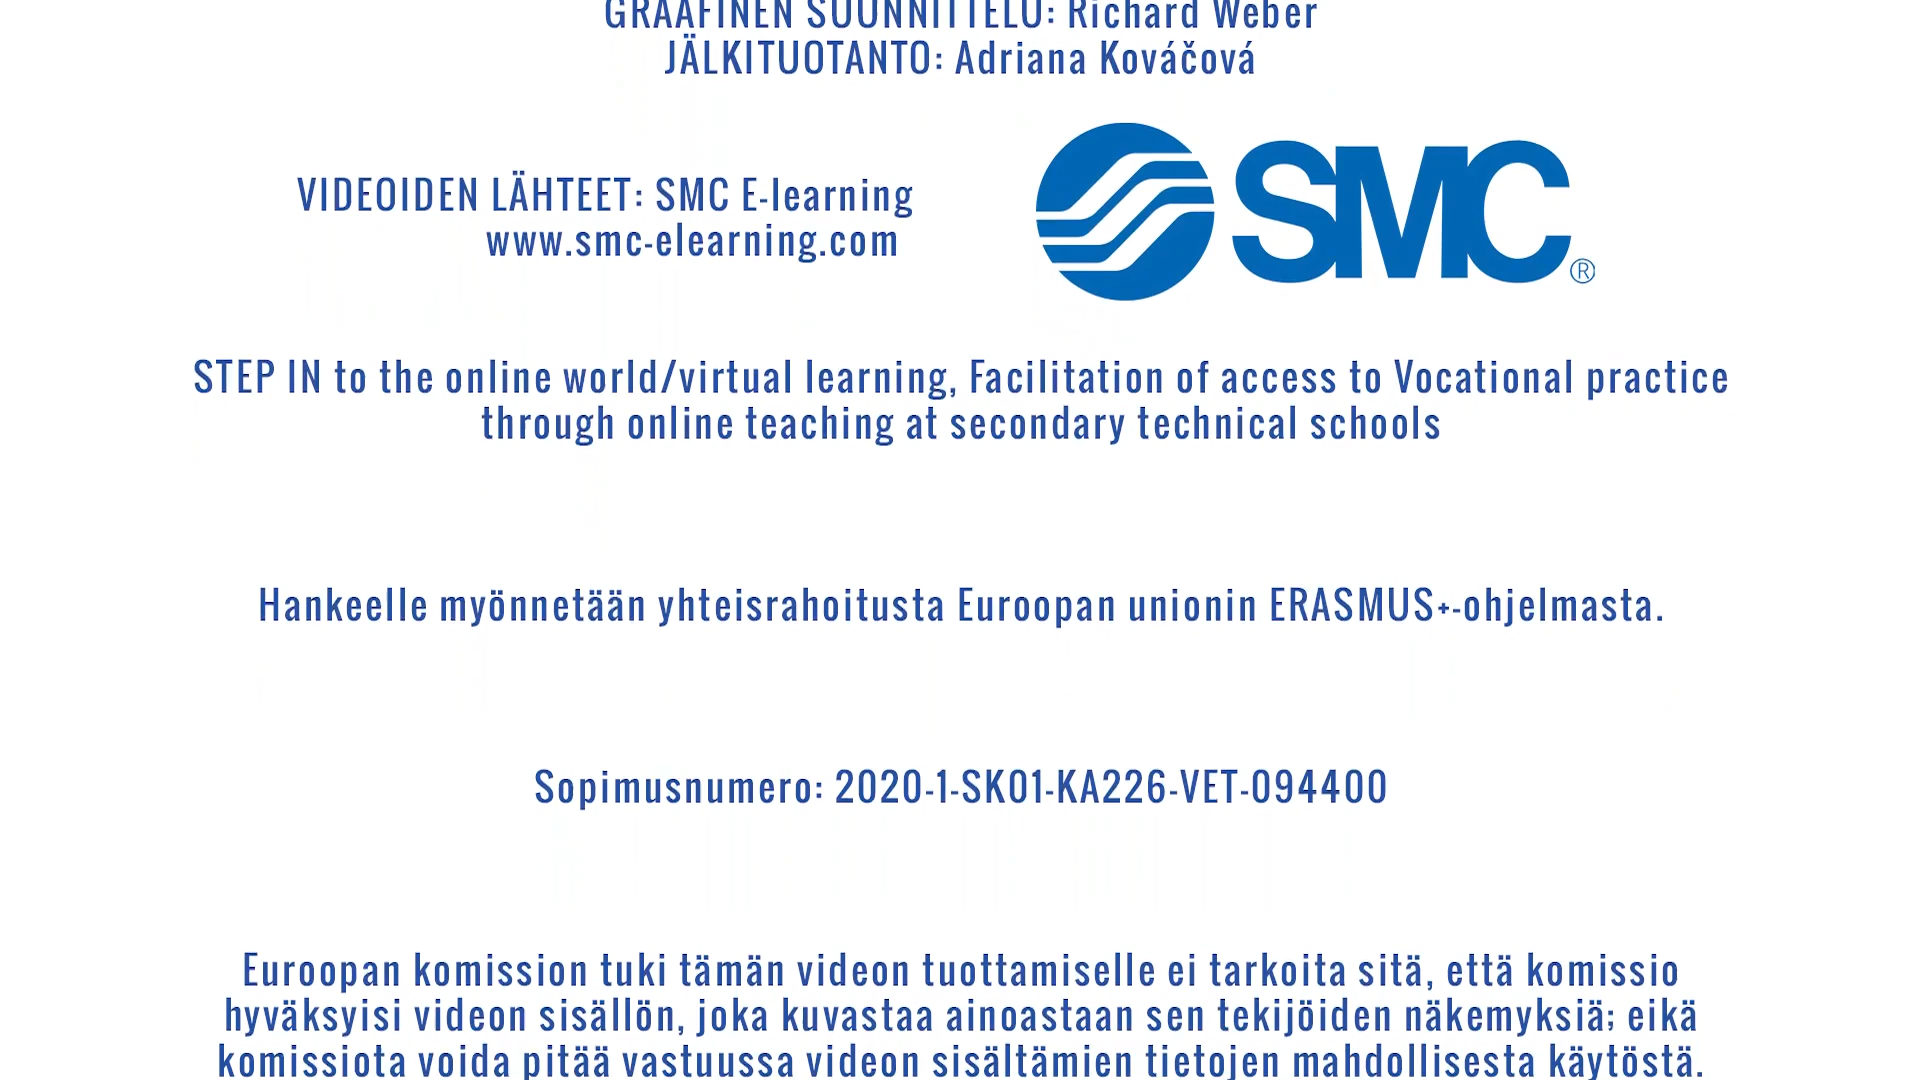 GRAAFINEN SUUNNITTELU: Richard Weber
JÄLKITUOTANTO: Adriana Kováčová
VIDEOIDEN LÄHTEET: SMC E-learning
www.smc-elearning.com
SMC®
STEP IN to the online world/virtual learning, Facilitation of access to Vocational practice
through online teaching at secondary technical schools
Hankeelle myönnetään yhteisrahoitusta Euroopan unionin ERASMUS+-ohjelmasta.
Sopimusnumero: 2020-1-SK01-KA226-VET-094400
Euroopan komission tuki tämän videon tuottamiselle ei tarkoita sitä, että komissio
hyväksyisi videon sisällön, joka kuvastaa ainoastaan sen tekijöiden näkemyksiä; eikä
komissiota voida pitää vastuussa videon sisältämien tietojen mahdollisesta käytöstä.